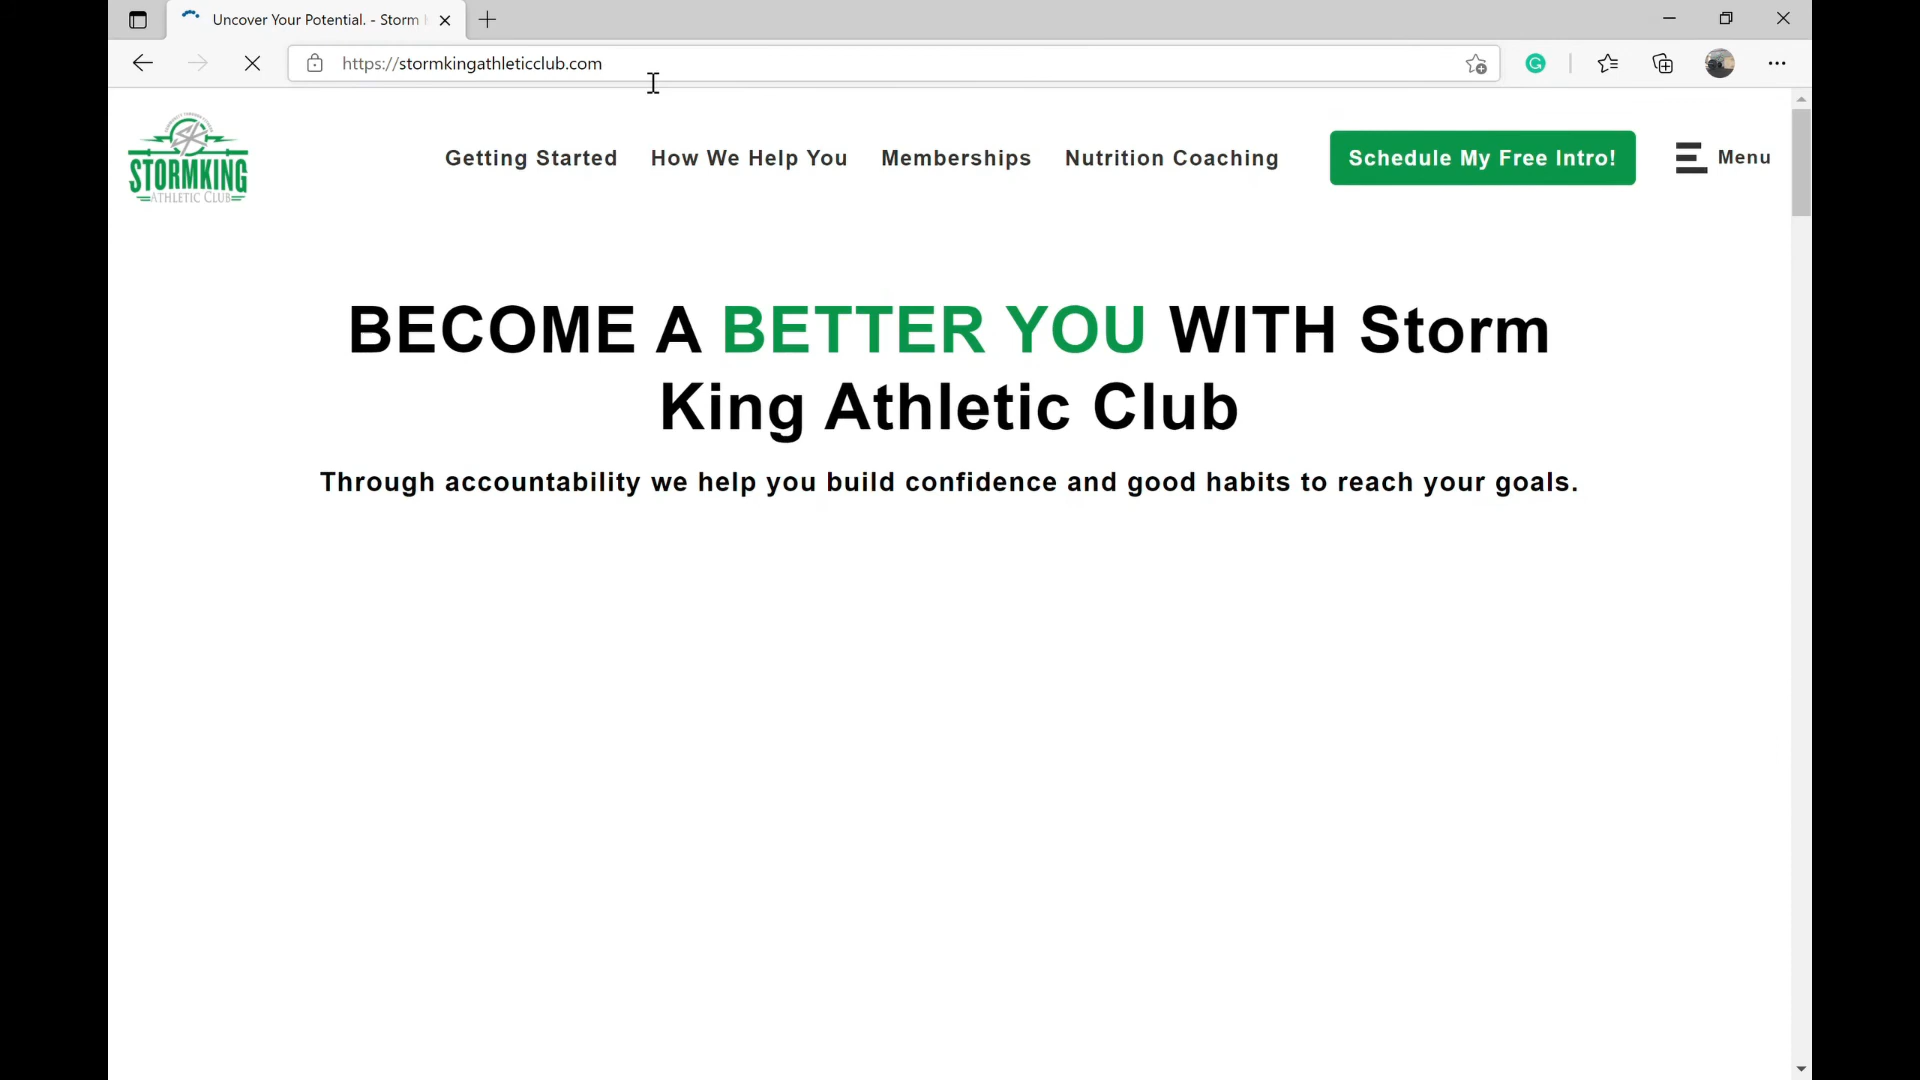 Uncover Your Potential. - Storm
https://stormkingathleticclub.com
STORMKING
ATHLETIC CLUB
Getting Started
How We Help You
Memberships
Nutrition Coaching
Schedule My Free Intro!
Menu
BECOME A BETTER YOU WITH Storm
King Athletic Club
Through accountability we help you build confidence and good habits to reach your goals.